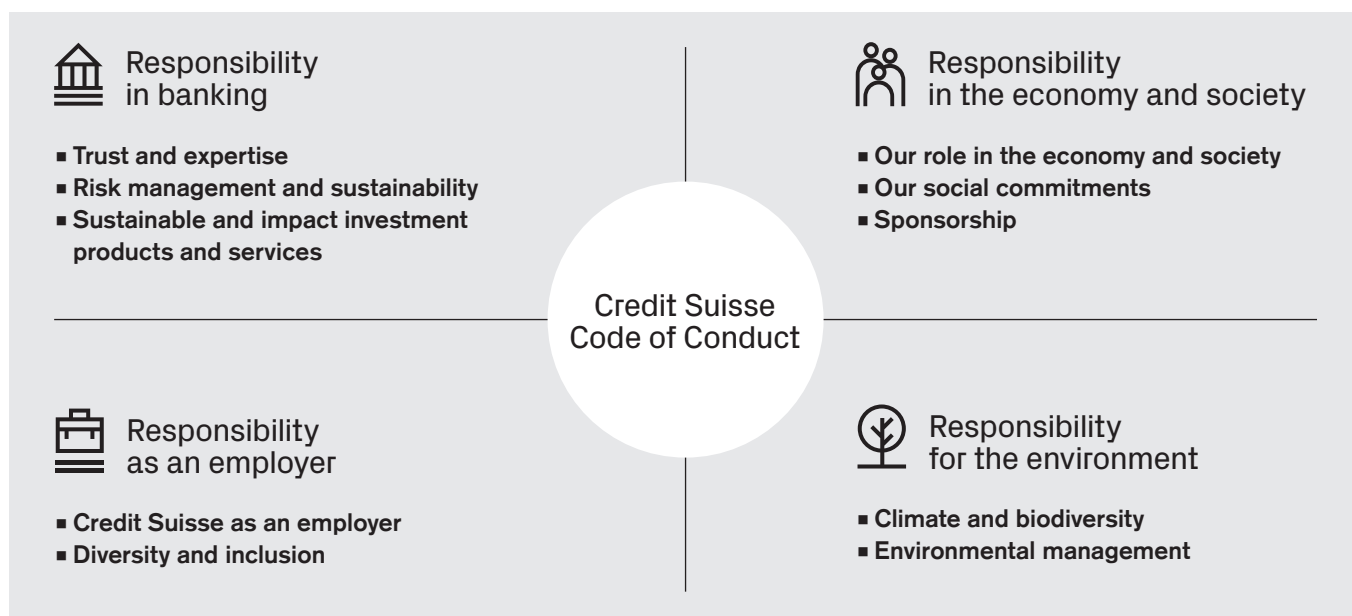 Responsibility
in banking
■ Trust and expertise
■ Risk management and sustainability
■ Sustainable and impact investment
products and services
Responsibility
in the economy and society
■ Our role in the economy and society
■ Our social commitments
■ Sponsorship
Credit Suisse
Code of Conduct
Responsibility
as an employer
■ Credit Suisse as an employer
■ Diversity and inclusion
Responsibility
for the environment
■ Climate and biodiversity
■ Environmental management